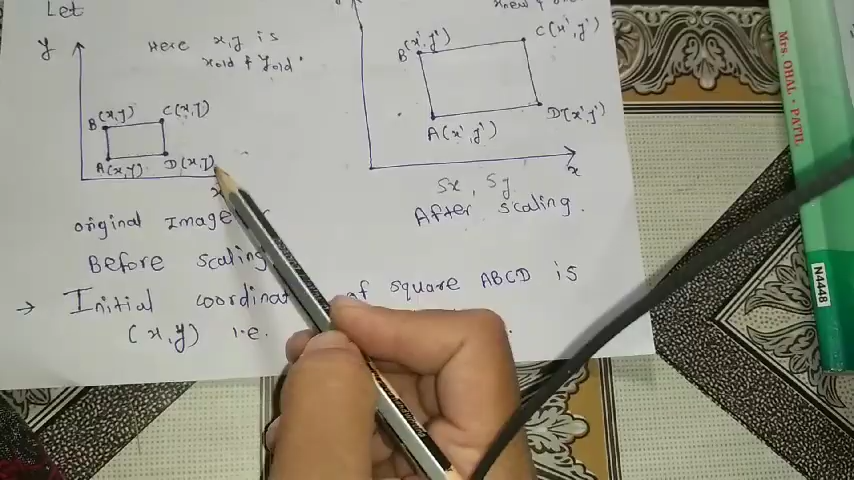 Let
y
Here x,y is
xold & yold.
B(x,y) C(x,y)
A(x,y) D(x,y)
x
original Image
Before scaling
B(x',y') C(x',y')
A(x',y') D(x',y')
x
Sx, Sy
After scaling.
→ Initial coordinat of square ABCD is
(x,y) i.e.
Mrs. OHAL • PATIL
N4448